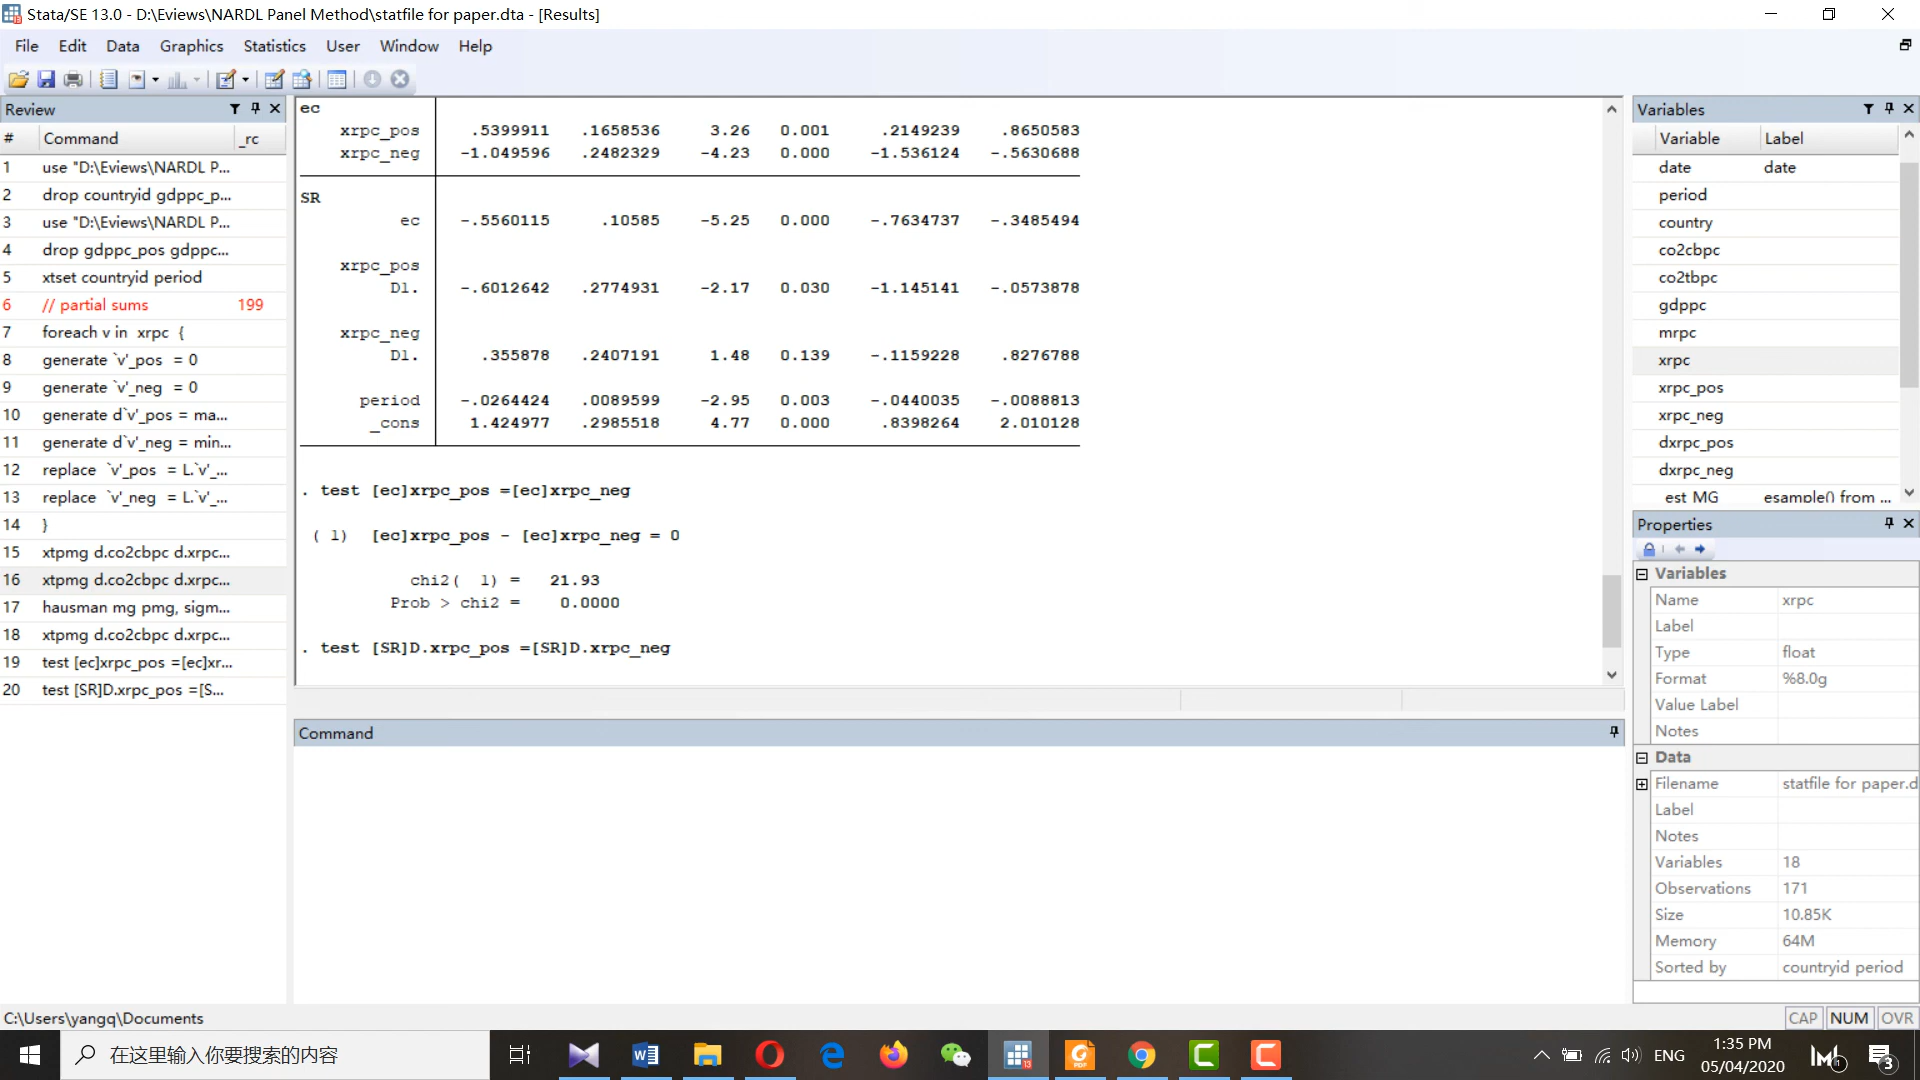 Stata/SE 13.0 - D:\Eviews\NARDL Panel Method\statfile for paper.dta - [Results]
File Edit Data Graphics Statistics User Window Help
Review
# Command _rc
1 use "D:\Eviews\NARDL P...
2 drop countryid gdppc_p...
3 use "D:\Eviews\NARDL P...
4 drop gdppc_pos gdppc...
5 xtset countryid period
6 // partial sums 199
7 foreach v in xrpc {
8 generate `v'_pos = 0
9 generate `v'_neg = 0
10 generate d`v'_pos = ma...
11 generate d`v'_neg = min...
12 replace `v'_pos = L.`v'_...
13 replace `v'_neg = L.`v'_...
14 }
15 xtpmg d.co2cbpc d.xrpc...
16 xtpmg d.co2cbpc d.xrpc...
17 hausman mg pmg, sigm...
18 xtpmg d.co2cbpc d.xrpc...
19 test [ec]xrpc_pos =[ec]xr...
20 test [SR]D.xrpc_pos =[S...
ec
xrpc_pos .5399911 .1658536 3.26 0.001 .2149239 .8650583
xrpc_neg -1.049596 .2482329 -4.23 0.000 -1.536124 -.5630688
SR
ec -.5560115 .10585 -5.25 0.000 -.7634737 -.3485494
xrpc_pos
D1. -.6012642 .2774931 -2.17 0.030 -1.145141 -.0573878
xrpc_neg
D1. .355878 .2407191 1.48 0.139 -.1159228 .8276788
period -.0264424 .0089599 -2.95 0.003 -.0440035 -.0088813
_cons 1.424977 .2985518 4.77 0.000 .8398264 2.010128
. test [ec]xrpc_pos =[ec]xrpc_neg
( 1) [ec]xrpc_pos - [ec]xrpc_neg = 0
chi2( 1) = 21.93
Prob > chi2 = 0.0000
. test [SR]D.xrpc_pos =[SR]D.xrpc_neg
Command
Variables
Variable Label
date date
period
country
co2cbpc
co2tbpc
gdppc
mrpc
xrpc
xrpc_pos
xrpc_neg
dxrpc_pos
dxrpc_neg
_est_MG esample() from ...
Properties
Variables
Name xrpc
Label
Type float
Format %8.0g
Value Label
Notes
Data
Filename statfile for paper.d
Label
Notes
Variables 18
Observations 171
Size 10.85K
Memory 64M
Sorted by countryid period
C:\Users\yangq\Documents
CAP NUM OVR
在这里输入你要搜索的内容
ENG
1:35 PM
05/04/2020
3